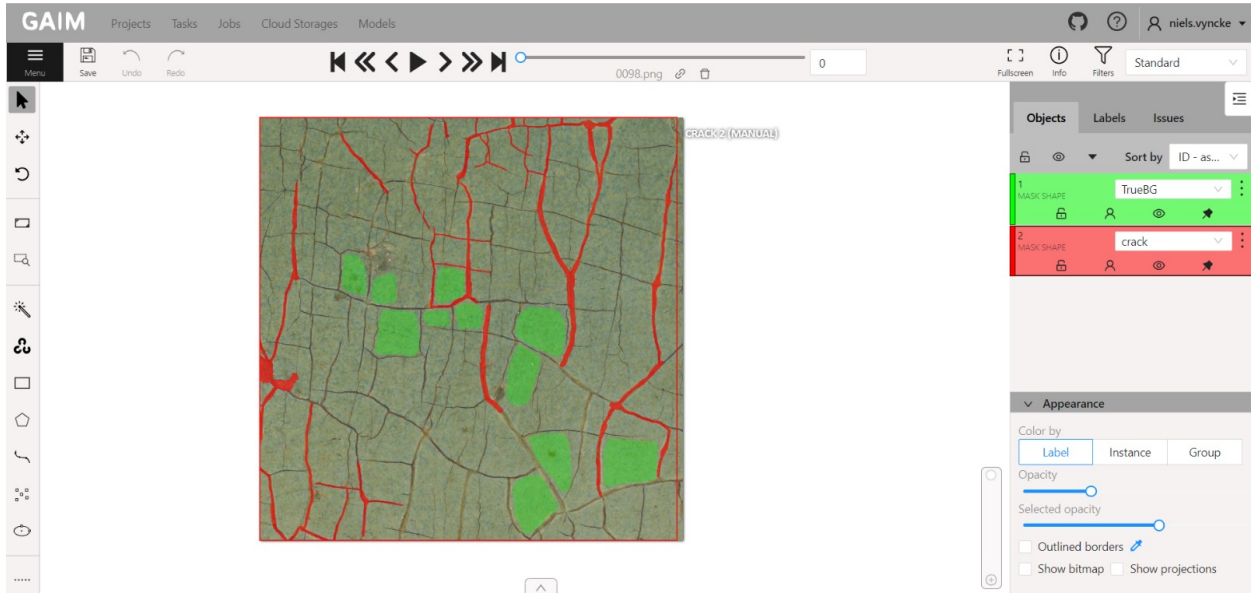 GAIM Projects Tasks Jobs Cloud Storages Models niels.vyncke
Menu Save Undo Redo 0098.png 0 Fullscreen Info Filters Standard
CRACK 2 (MANUAL)
Objects Labels Issues
Sort by ID - as...
1
MASK SHAPE
TrueBG
2
MASK SHAPE
crack
Appearance
Color by
Label Instance Group
Opacity
Selected opacity
Outlined borders
Show bitmap Show projections